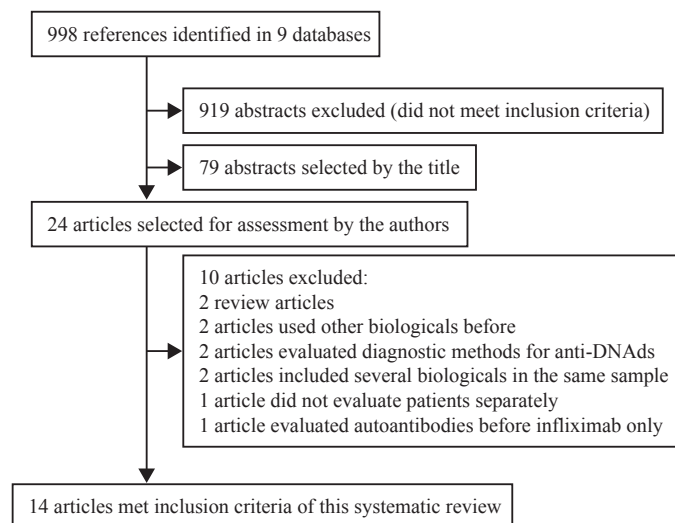 998 references identified in 9 databases
919 abstracts excluded (did not meet inclusion criteria)
79 abstracts selected by the title
24 articles selected for assessment by the authors
10 articles excluded:
2 review articles
2 articles used other biologicals before
2 articles evaluated diagnostic methods for anti-DNAds
2 articles included several biologicals in the same sample
1 article did not evaluate patients separately
1 article evaluated autoantibodies before infliximab only
14 articles met inclusion criteria of this systematic review